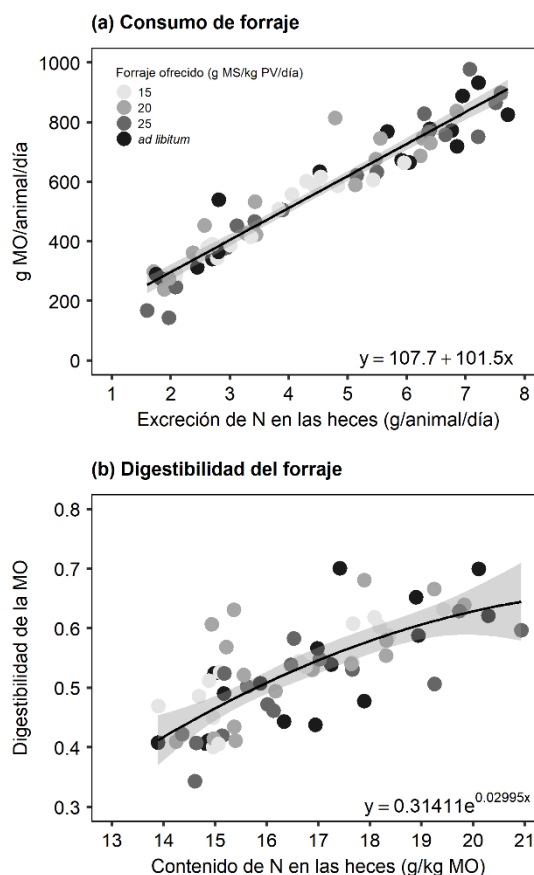 (a) Consumo de forraje
Forraje ofrecido (g MS/kg PV/día)
15
20
25
ad libitum
1000
800
600
400
200
0
g MO/animal/día
y = 107.7 + 101.5x
1 2 3 4 5 6 7 8
Excreción de N en las heces (g/animal/día)
(b) Digestibilidad del forraje
0.8
0.7
0.6
0.5
0.4
0.3
Digestibilidad de la MO
y = 0.31411e^0.02995x
13 14 15 16 17 18 19 20 21
Contenido de N en las heces (g/kg MO)